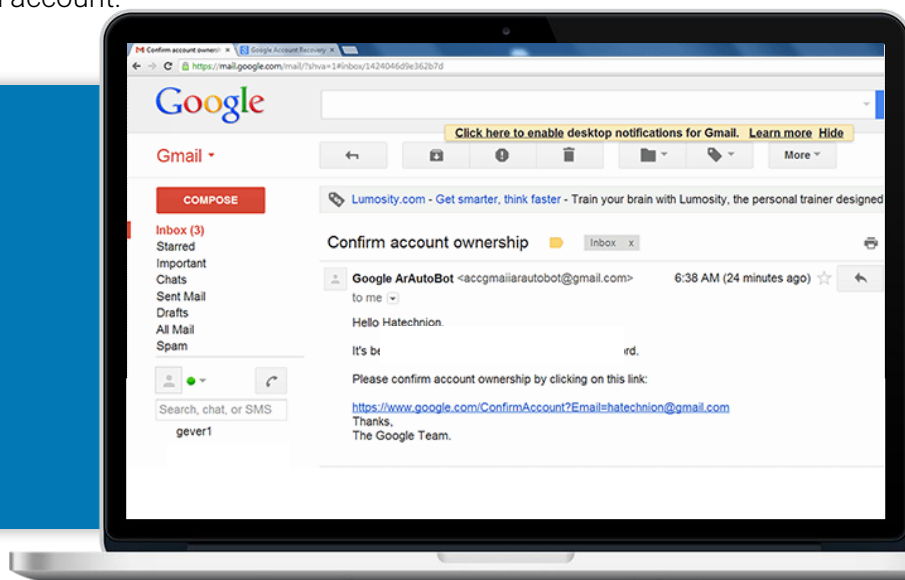 account.
Confirm account owners
Google Account Recovery
https://mail.google.com/mail/?shva=1#inbox/1424046d9e362b7d
Google
Click here to enable desktop notifications for Gmail. Learn more Hide
Gmail
More
COMPOSE
Lumosity.com - Get smarter, think faster - Train your brain with Lumosity, the personal trainer designed
Inbox (3)
Starred
Important
Chats
Sent Mail
Drafts
All Mail
Spam
Confirm account ownership
Inbox x
Google ArAutoBot <accgmaiiarautobot@gmail.com> 6:38 AM (24 minutes ago)
to me
Hello Hatechnion.
It's be rd.
Please confirm account ownership by clicking on this link:
https://www.google.com/ConfirmAccount?Email=hatechnion@gmail.com
Thanks,
The Google Team.
Search, chat, or SMS
gever1